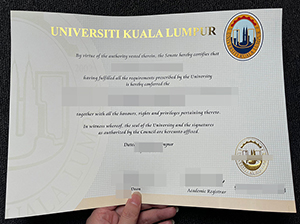 UNIVERSITI KUALA LUMPUR
By virtue of the authority vested thereto, the Senate hereby certifies that
having fulfilled all the requirements prescribed by the University
is hereby conferred the
together with all the honours, rights and privileges pertaining thereto
In witness whereof, the seal of the University and the signatures
as authorised by the Council are hereunto affixed.
Academic Registrar